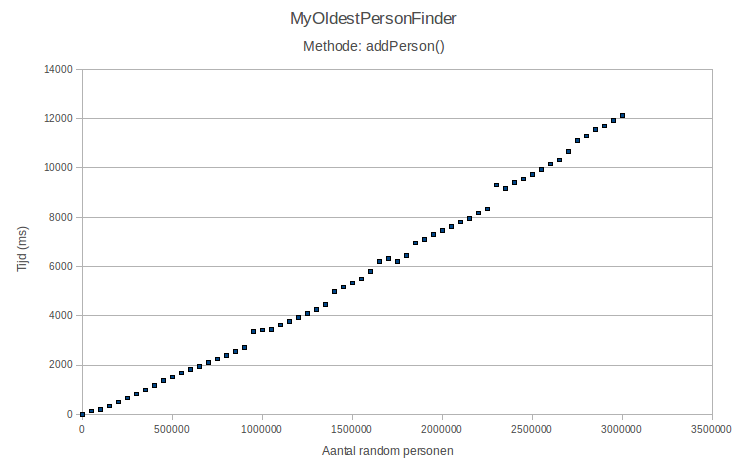 MyOldestPersonFinder
Methode: addPerson()
14000
12000
10000
8000
6000
4000
2000
0
Tijd (ms)
0 500000 1000000 1500000 2000000 2500000 3000000 3500000
Aantal random personen